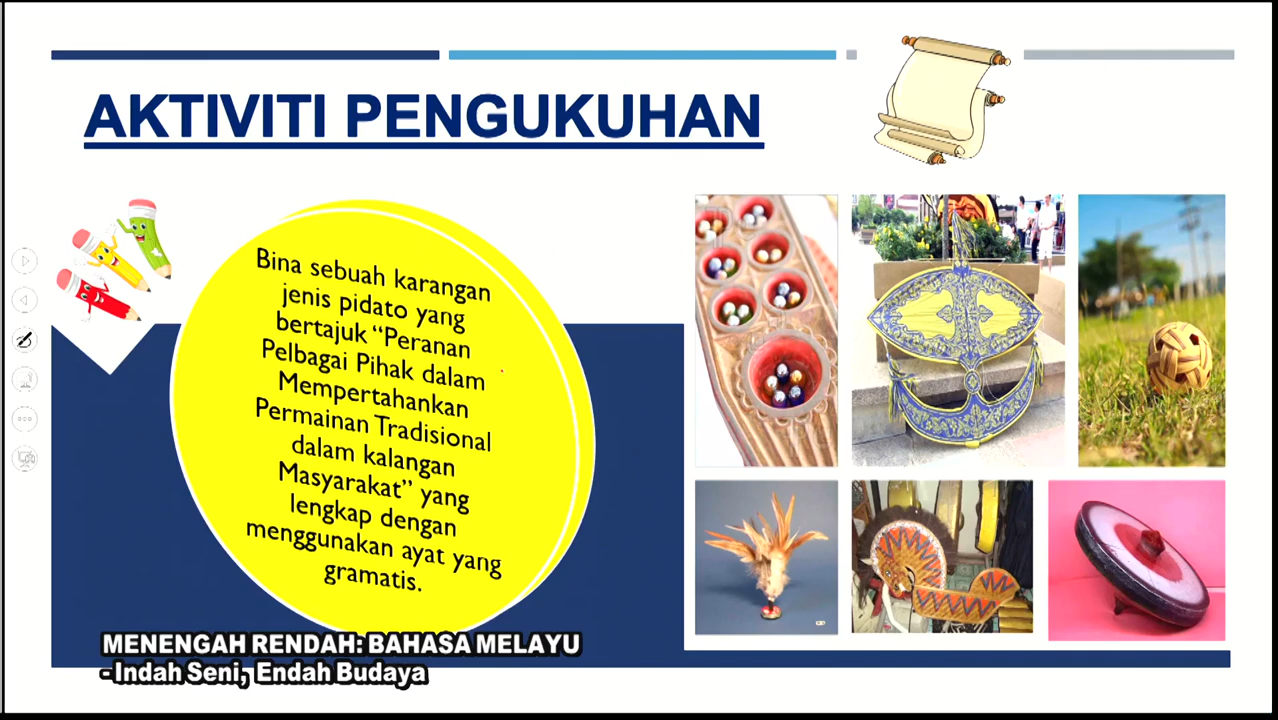 AKTIVITI PENGUKUHAN
Bina sebuah karangan
jenis pidato yang
bertajuk “Peranan
Pelbagai Pihak dalam
Mempertahankan
Permainan Tradisional
dalam kalangan
Masyarakat” yang
lengkap dengan
menggunakan ayat yang
gramatis.
MENENGAH RENDAH: BAHASA MELAYU
-Indah Seni, Endah Budaya